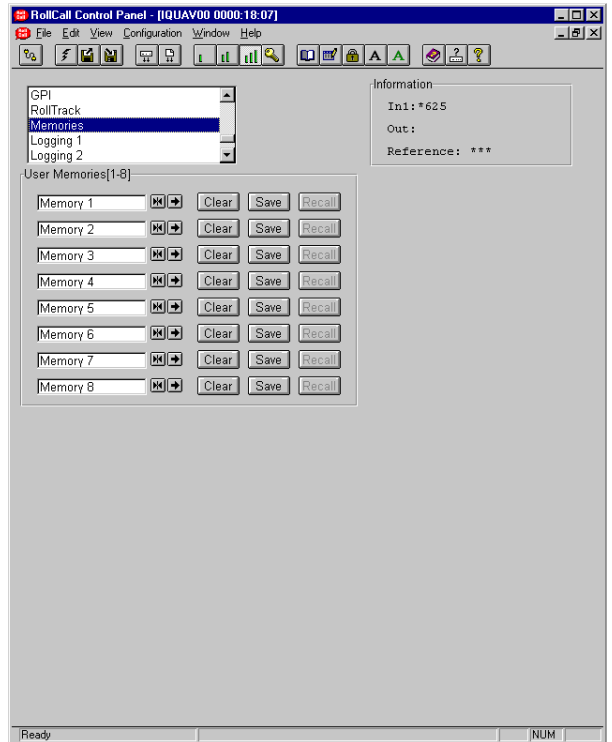 RollCall Control Panel - [IQUAV00 0000:18:07]
File Edit View Configuration Window Help
A A
GPI
RollTrack
Memories
Logging 1
Logging 2
Information
In1:*625
Out:
Reference: ***
User Memories[1-8]
Memory 1 Clear Save Recall
Memory 2 Clear Save Recall
Memory 3 Clear Save Recall
Memory 4 Clear Save Recall
Memory 5 Clear Save Recall
Memory 6 Clear Save Recall
Memory 7 Clear Save Recall
Memory 8 Clear Save Recall
Ready NUM